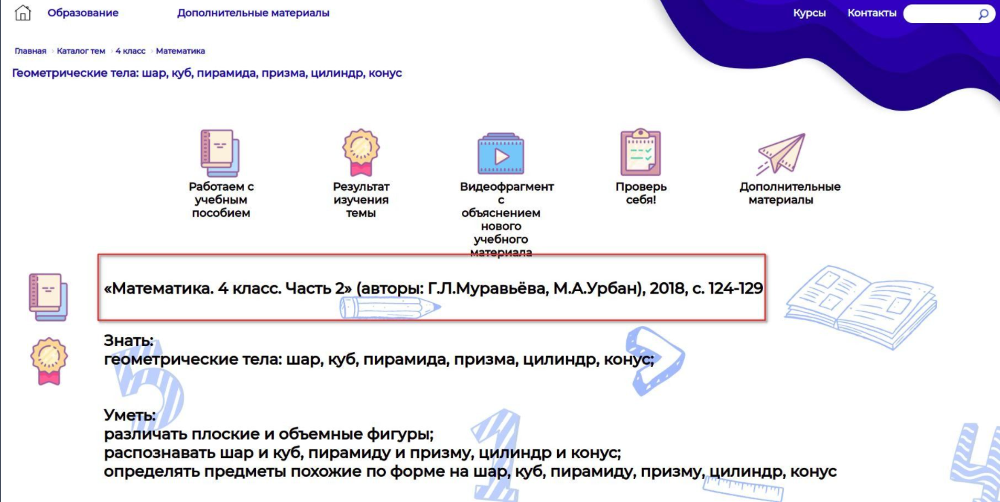 Образование
Дополнительные материалы
Курсы
Контакты
Главная
Каталог тем
4 класс
Математика
Геометрические тела: шар, куб, пирамида, призма, цилиндр, конус
Работаем с
учебным
пособием
Результат
изучения
темы
Видеофрагмент
с
объяснением
нового
учебного
материала
Проверь
себя!
Дополнительные
материалы
«Математика. 4 класс. Часть 2» (авторы: Г.Л.Муравьёва, М.А.Урбан), 2018, с. 124-129
Знать:
геометрические тела: шар, куб, пирамида, призма, цилиндр, конус;
Уметь:
различать плоские и объемные фигуры;
распознавать шар и куб, пирамиду и призму, цилиндр и конус;
определять предметы похожие по форме на шар, куб, пирамиду, призму, цилиндр, конус